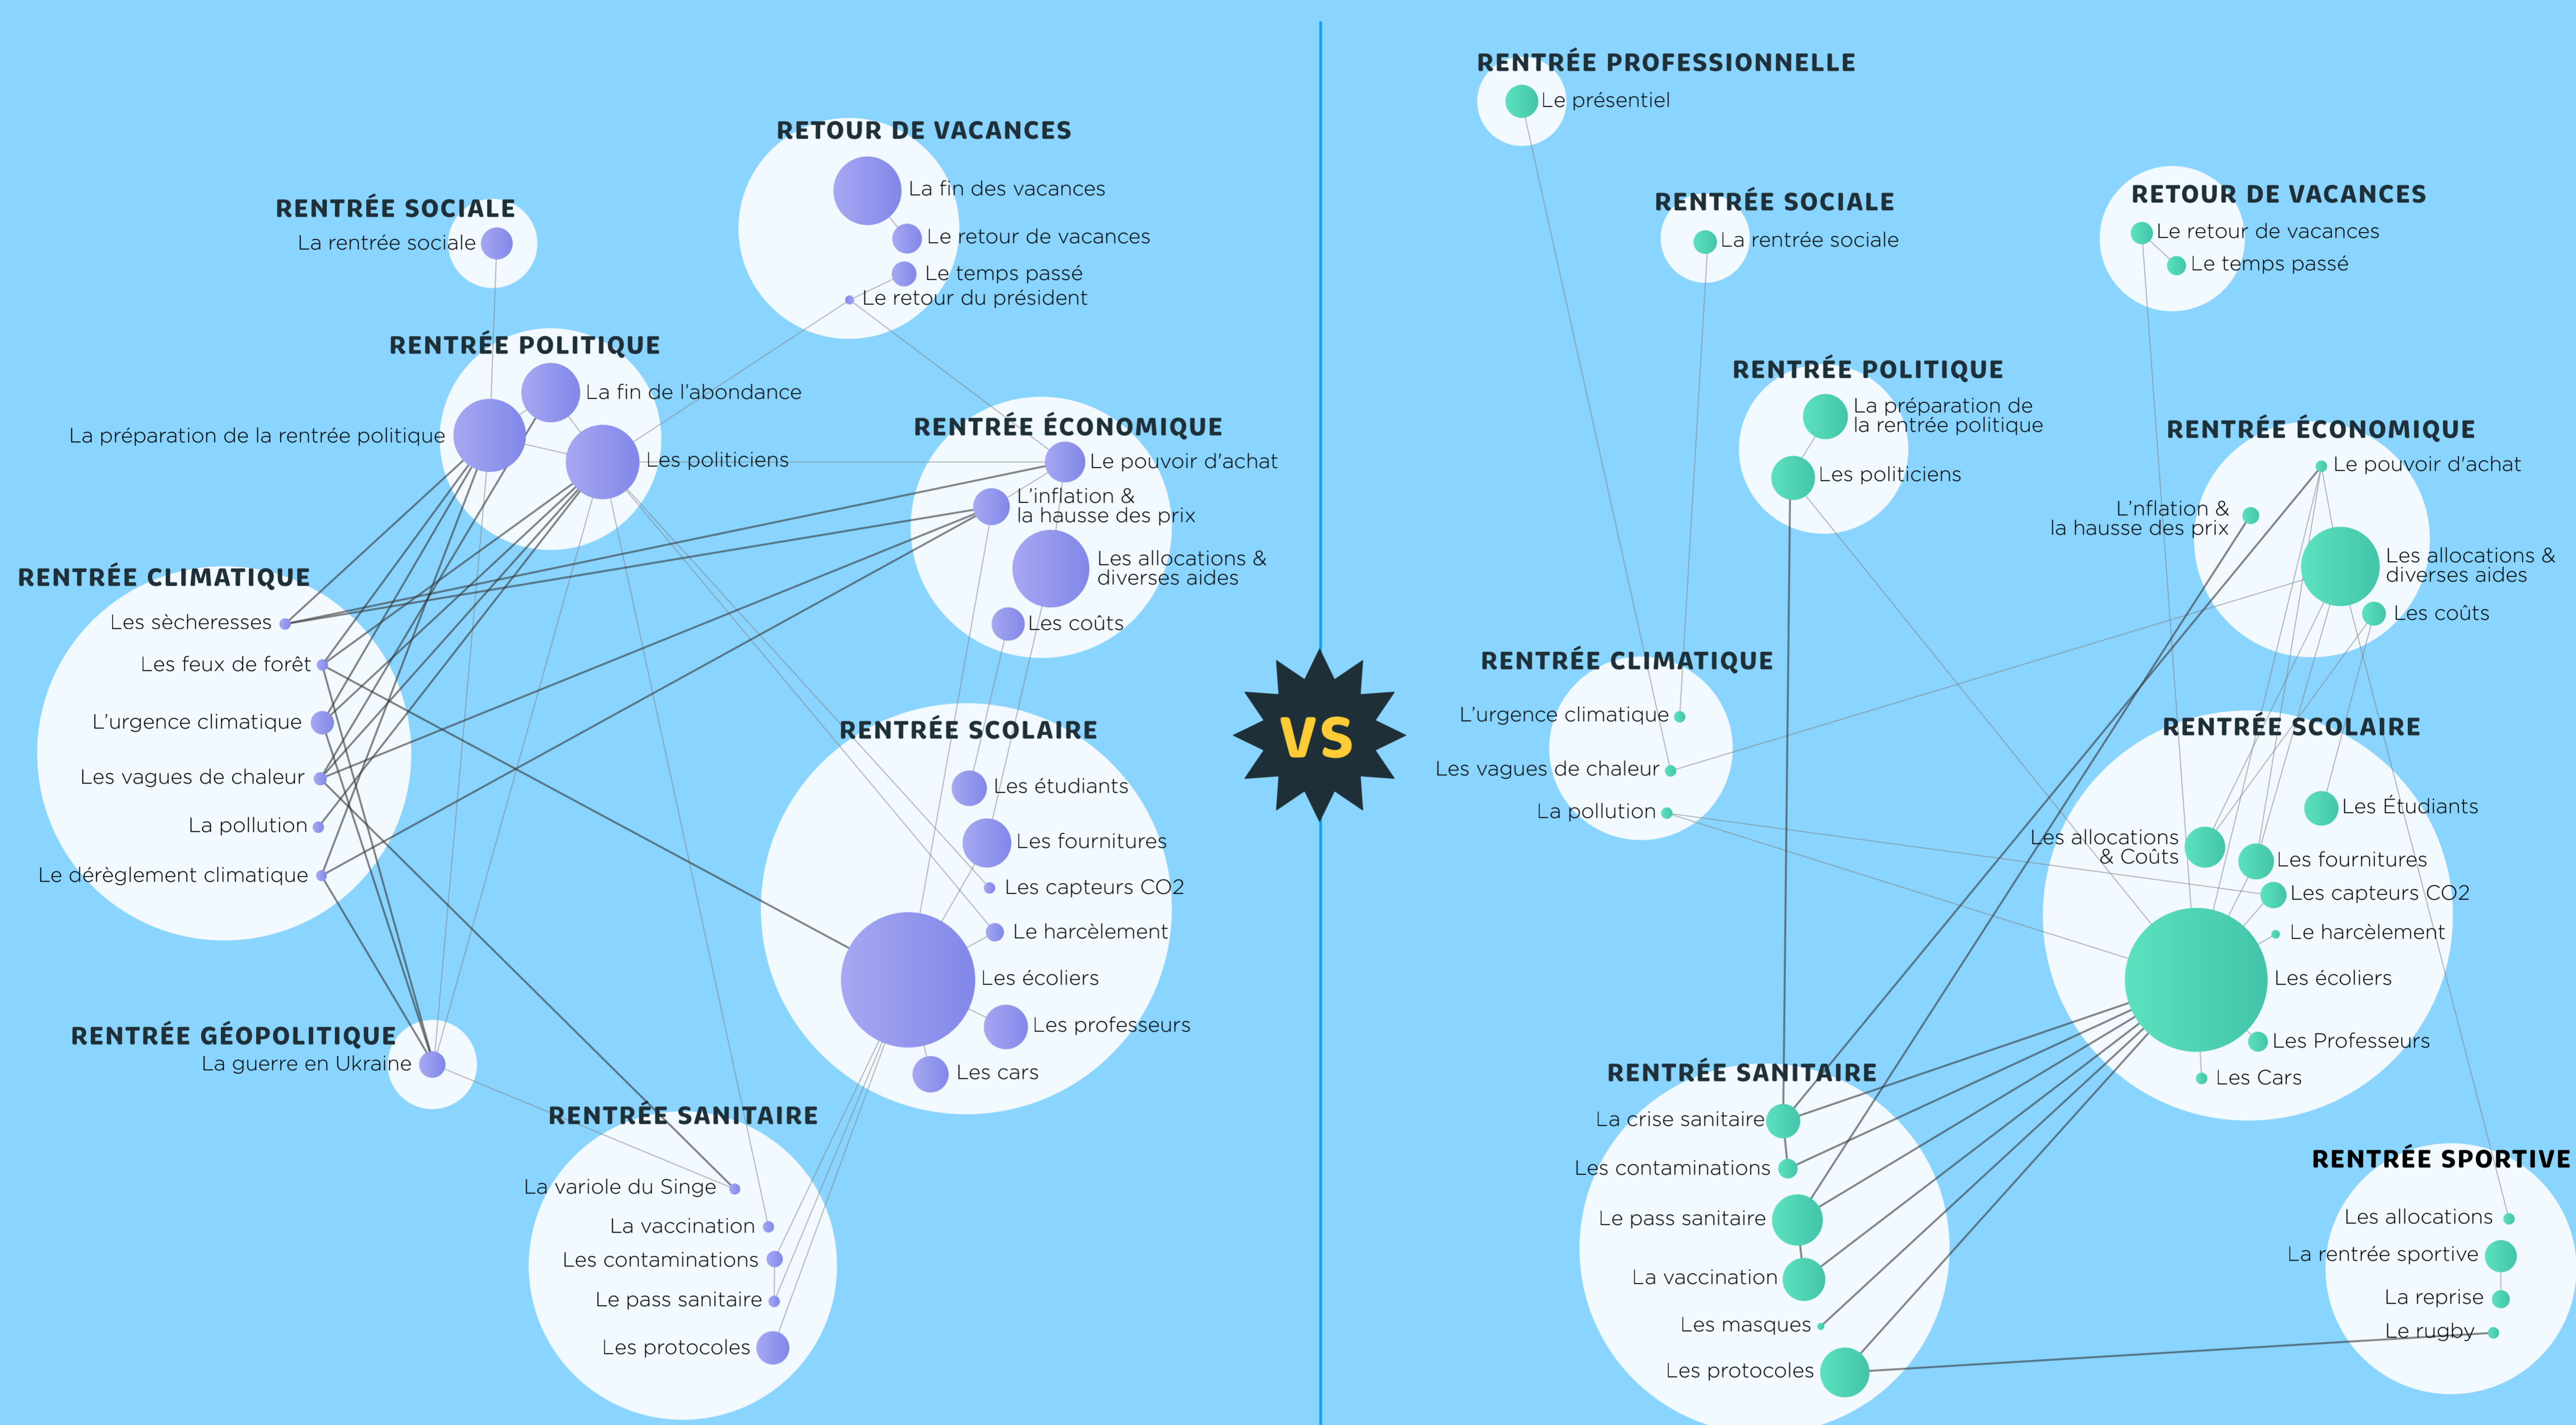 RETOUR DE VACANCES
La fin des vacances
Le retour de vacances
Le temps passé
Le retour du président
RENTRÉE SOCIALE
La rentrée sociale
RENTRÉE POLITIQUE
La fin de l’abondance
La préparation de la rentrée politique
Les politiciens
RENTRÉE ÉCONOMIQUE
Le pouvoir d'achat
L’inflation &
la hausse des prix
Les allocations &
diverses aides
Les coûts
RENTRÉE CLIMATIQUE
Les sècheresses
Les feux de forêt
L’urgence climatique
Les vagues de chaleur
La pollution
Le dérèglement climatique
RENTRÉE SCOLAIRE
Les étudiants
Les fournitures
Les capteurs CO2
Le harcèlement
Les écoliers
Les professeurs
Les cars
RENTRÉE GÉOPOLITIQUE
La guerre en Ukraine
RENTRÉE SANITAIRE
La variole du Singe
La vaccination
Les contaminations
Le pass sanitaire
Les protocoles
VS
RENTRÉE PROFESSIONNELLE
Le présentiel
RENTRÉE SOCIALE
La rentrée sociale
RETOUR DE VACANCES
Le retour de vacances
Le temps passé
RENTRÉE POLITIQUE
La préparation de
la rentrée politique
Les politiciens
RENTRÉE ÉCONOMIQUE
Le pouvoir d'achat
L’nflation &
la hausse des prix
Les allocations &
diverses aides
Les coûts
RENTRÉE CLIMATIQUE
L’urgence climatique
Les vagues de chaleur
La pollution
RENTRÉE SCOLAIRE
Les Étudiants
Les allocations
& Coûts
Les fournitures
Les capteurs CO2
Le harcèlement
Les écoliers
Les Professeurs
Les Cars
RENTRÉE SANITAIRE
La crise sanitaire
Les contaminations
Le pass sanitaire
La vaccination
Les masques
Les protocoles
RENTRÉE SPORTIVE
Les allocations
La rentrée sportive
La reprise
Le rugby